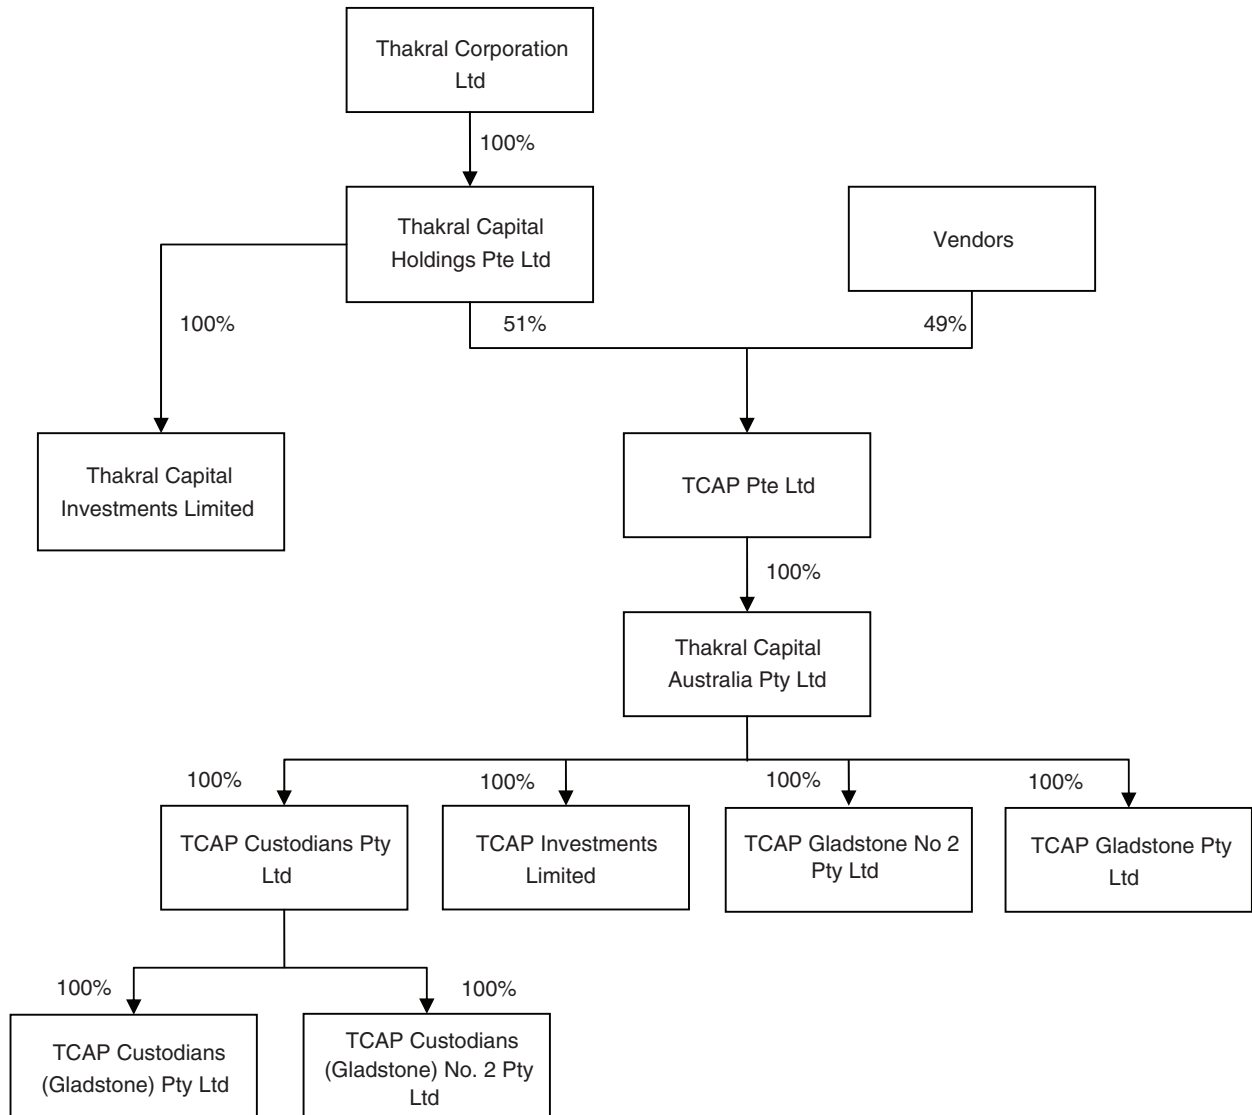 Thakral Corporation
Ltd
100%
Thakral Capital
Holdings Pte Ltd
Vendors
100%
51%
49%
Thakral Capital
Investments Limited
TCAP Pte Ltd
100%
Thakral Capital
Australia Pty Ltd
100%
100%
100%
100%
TCAP Custodians Pty
Ltd
TCAP Investments
Limited
TCAP Gladstone No 2
Pty Ltd
TCAP Gladstone Pty
Ltd
100%
100%
TCAP Custodians
(Gladstone) Pty Ltd
TCAP Custodians
(Gladstone) No. 2 Pty
Ltd